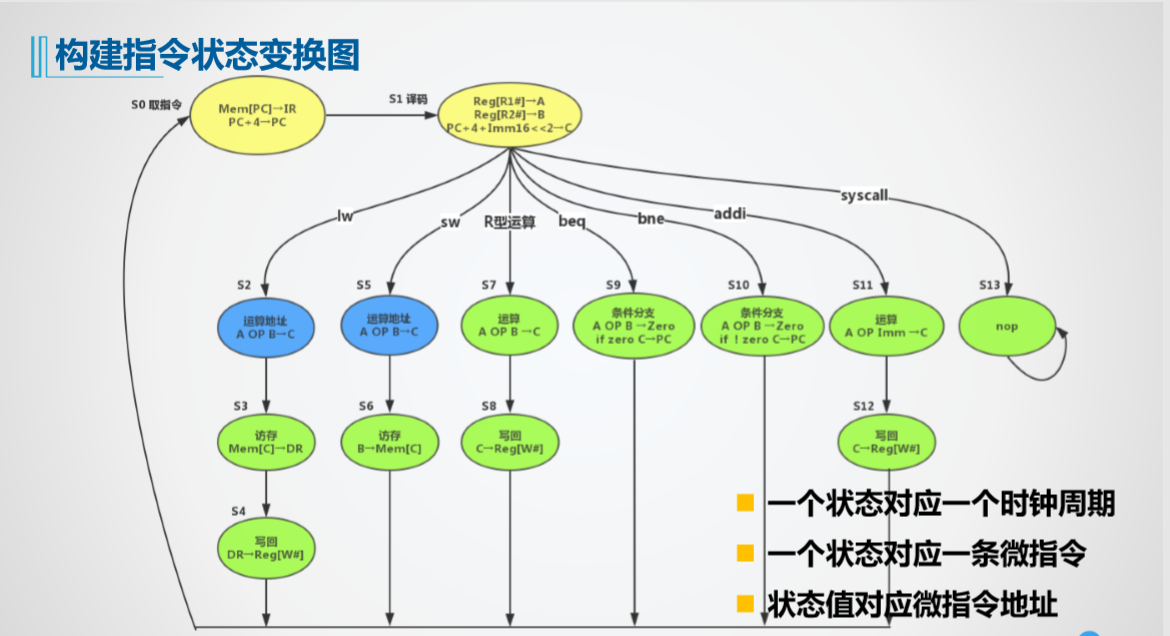 构建指令状态变换图
S0 取指令
Mem[PC]→IR
PC+4→PC
S1 译码
Reg[R1#]→A
Reg[R2#]→B
PC+4+Imm16<<2→C
lw
sw
R型运算
beq
bne
addi
syscall
S2
运算地址
A OP B→C
S5
运算地址
A OP B→C
S7
运算
A OP B →C
S9
条件分支
A OP B →Zero
if zero C→PC
S10
条件分支
A OP B →Zero
if ! zero C→PC
S11
运算
A OP Imm →C
S13
nop
S3
访存
Mem[C]→DR
S6
访存
B→Mem[C]
S8
写回
C→Reg[W#]
S12
写回
C→Reg[W#]
S4
写回
DR→Reg[W#]
一个状态对应一个时钟周期
一个状态对应一条微指令
状态值对应微指令地址